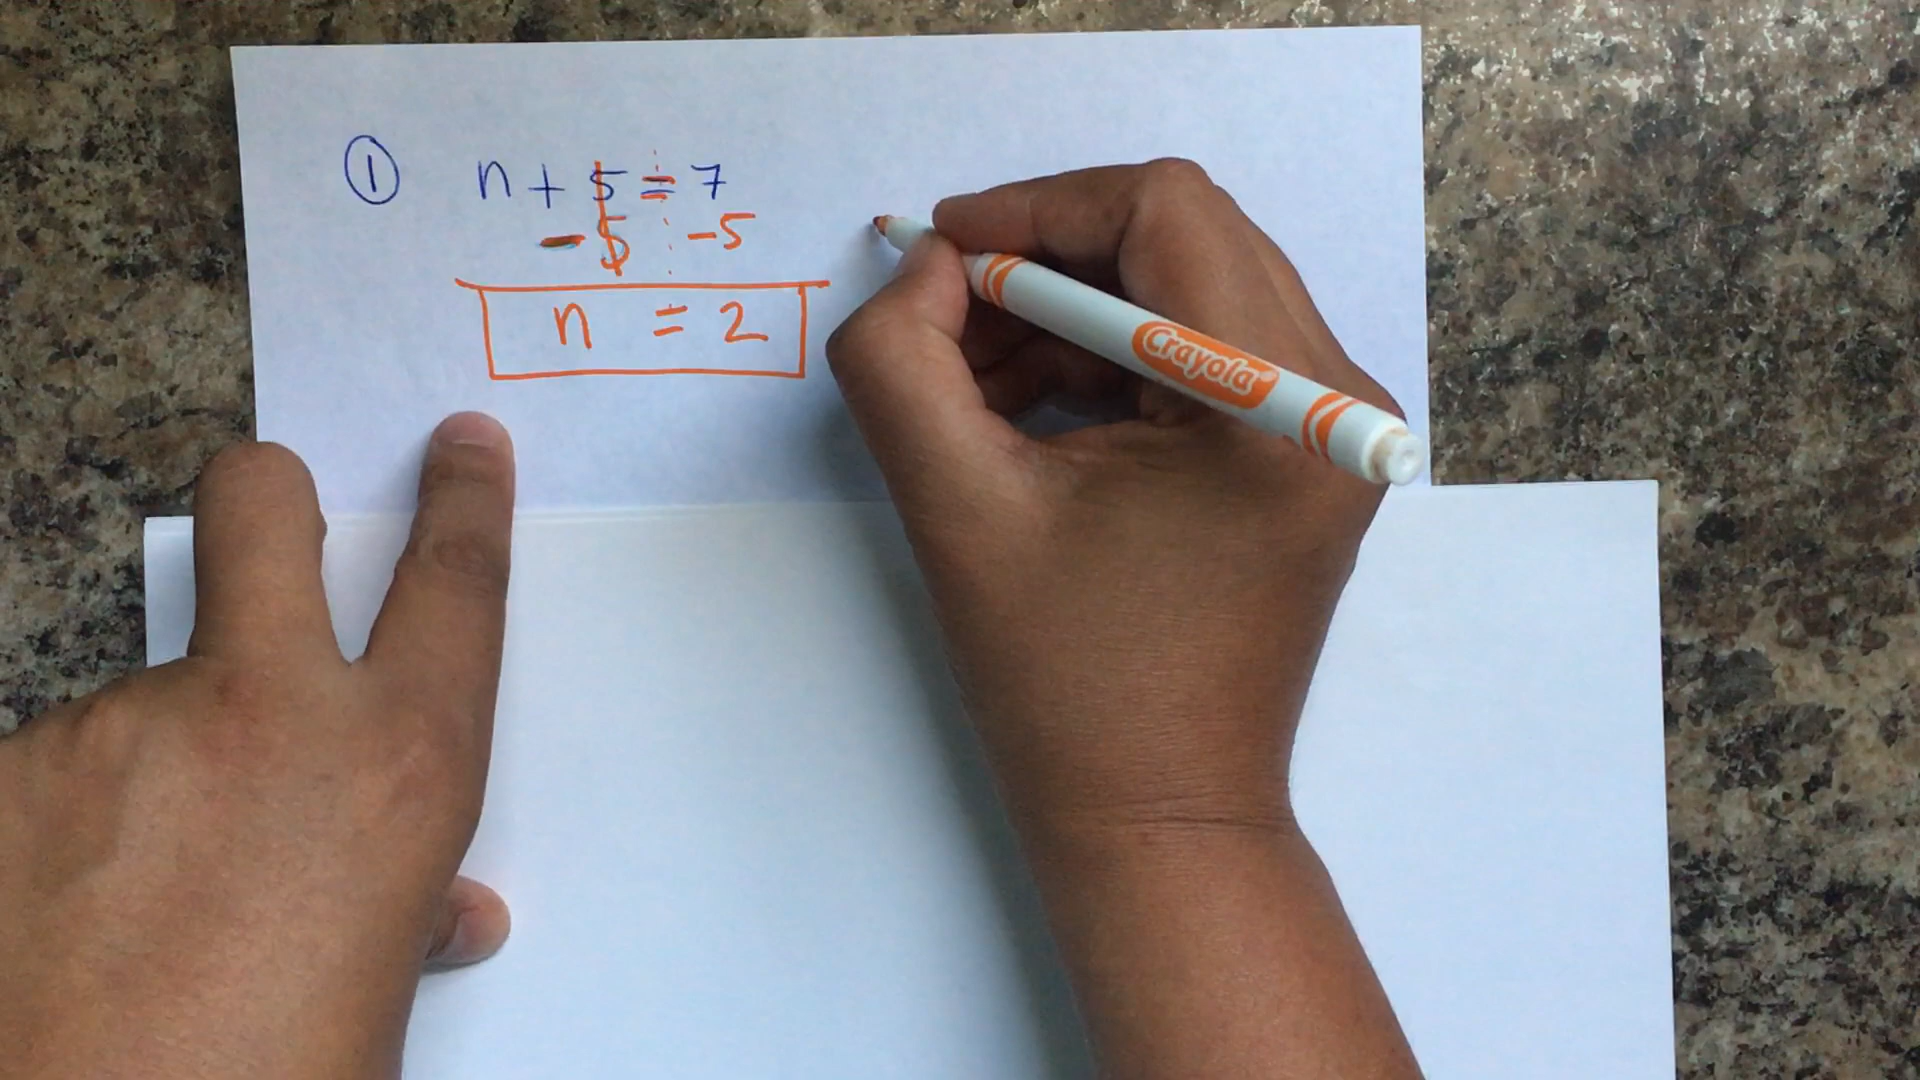 ① n + 5 = 7
- 5 - 5
n = 2
Crayola